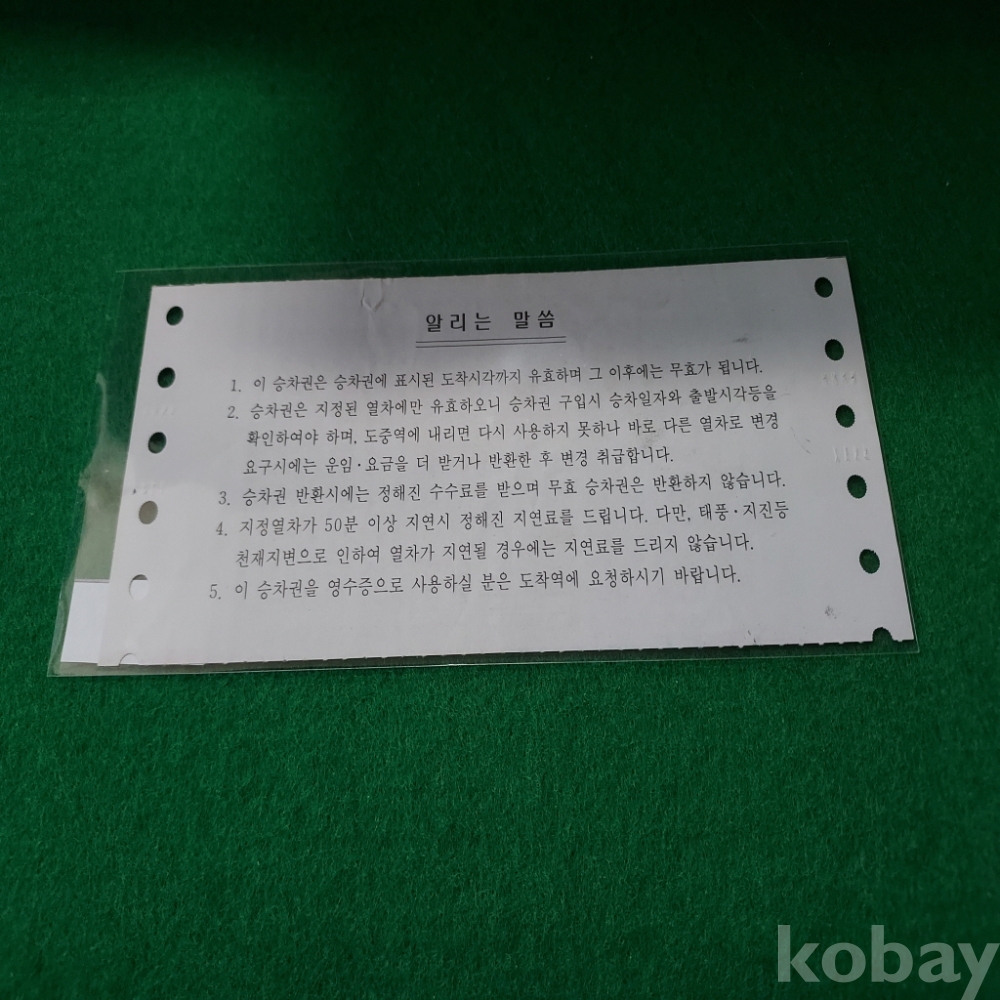 알리는 말씀
1. 이 승차권은 승차권에 표시된 도착시각까지 유효하며 그 이후에는 무효가 됩니다.
2. 승차권은 지정된 열차에만 유효하오니 승차권 구입시 승차일자와 출발시각등을
확인하여야 하며, 도중역에 내리면 다시 사용하지 못하나 바로 다른 열차로 변경
요구시에는 운임·요금을 더 받거나 반환한 후 변경 취급합니다.
3. 승차권 반환시에는 정해진 수수료를 받으며 무효 승차권은 반환하지 않습니다.
4. 지정열차가 50분 이상 지연시 정해진 지연료를 드립니다. 다만, 태풍·지진등
천재지변으로 인하여 열차가 지연될 경우에는 지연료를 드리지 않습니다.
5. 이 승차권을 영수증으로 사용하실 분은 도착역에 요청하시기 바랍니다.
kobay